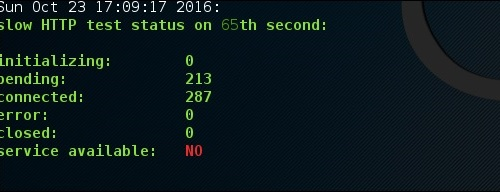 Sun Oct 23 17:09:17 2016:
slow HTTP test status on 65th second:
initializing: 0
pending: 213
connected: 287
error: 0
closed: 0
service available: NO